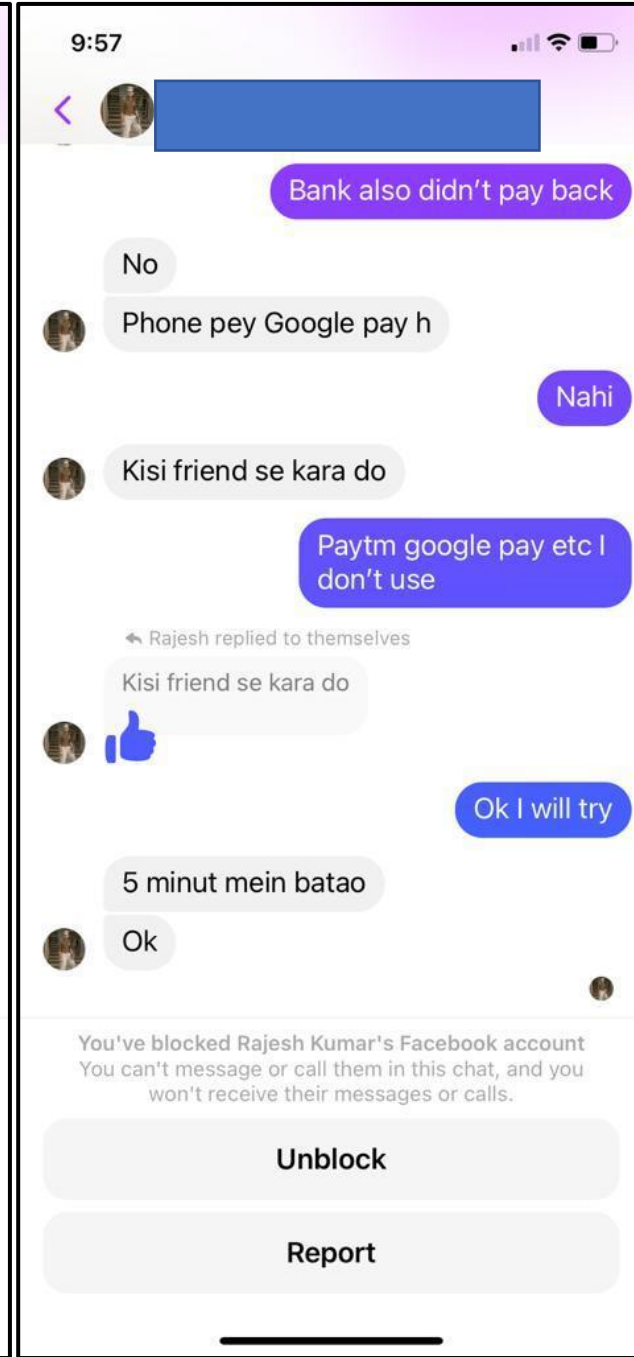 9:57
Bank also didn't pay back
No
Phone pey Google pay h
Nahi
Kisi friend se kara do
Paytm google pay etc I
don't use
Rajesh replied to themselves
Kisi friend se kara do
Ok I will try
5 minut mein batao
Ok
You've blocked Rajesh Kumar's Facebook account
You can't message or call them in this chat, and you
won't receive their messages or calls.
Unblock
Report